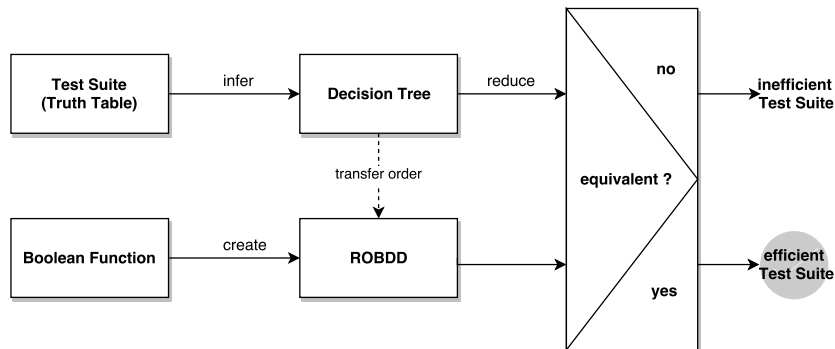 Test Suite
(Truth Table)
infer
Decision Tree
reduce
no
inefficient
Test Suite
transfer order
equivalent ?
Boolean Function
create
ROBDD
yes
efficient
Test Suite